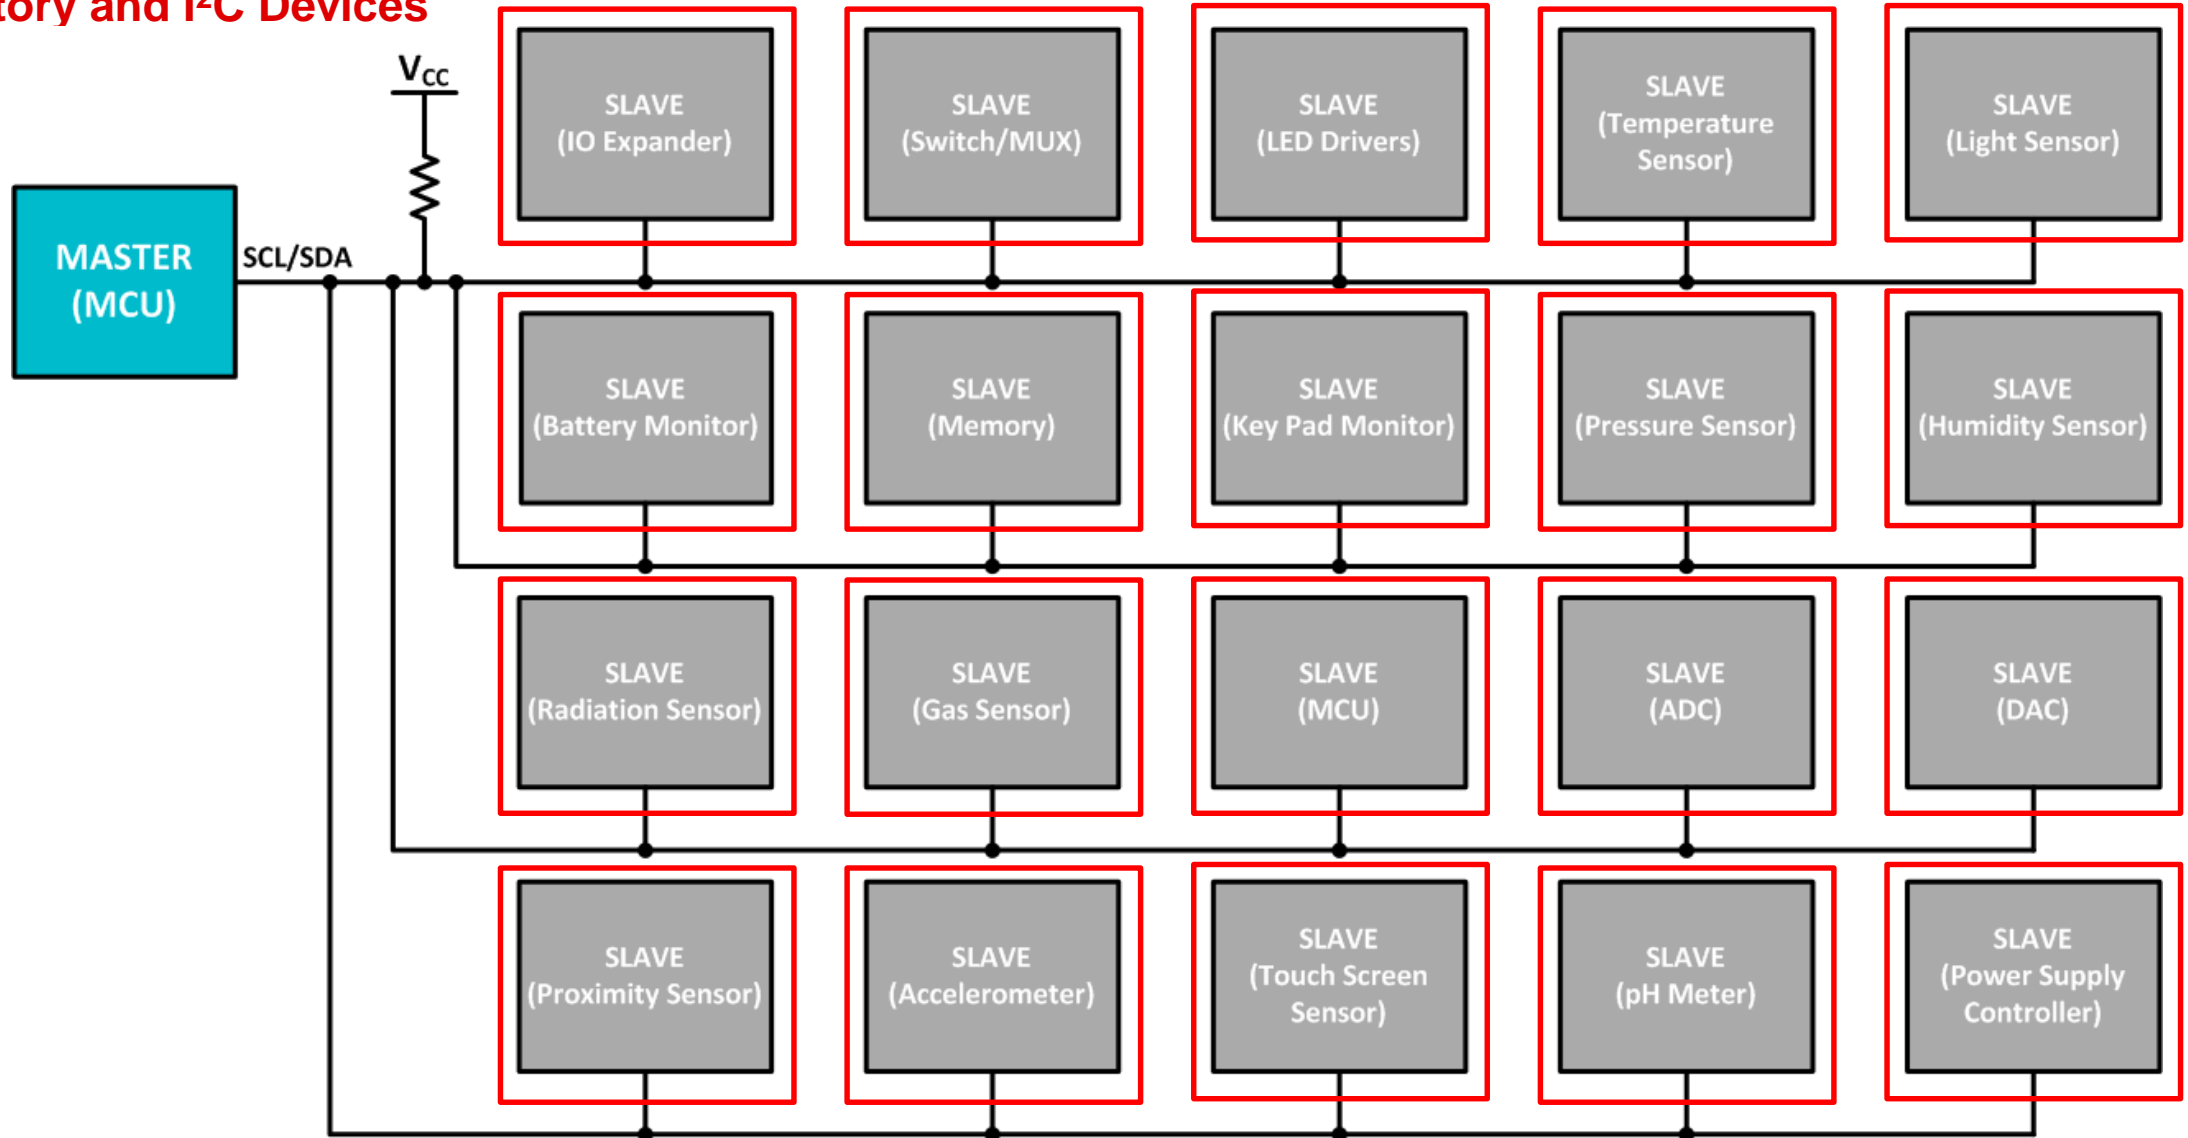 tory and I²C Devices
V_CC
MASTER
(MCU)
SCL/SDA
SLAVE
(IO Expander)
SLAVE
(Switch/MUX)
SLAVE
(LED Drivers)
SLAVE
(Temperature
Sensor)
SLAVE
(Light Sensor)
SLAVE
(Battery Monitor)
SLAVE
(Memory)
SLAVE
(Key Pad Monitor)
SLAVE
(Pressure Sensor)
SLAVE
(Humidity Sensor)
SLAVE
(Radiation Sensor)
SLAVE
(Gas Sensor)
SLAVE
(MCU)
SLAVE
(ADC)
SLAVE
(DAC)
SLAVE
(Proximity Sensor)
SLAVE
(Accelerometer)
SLAVE
(Touch Screen
Sensor)
SLAVE
(pH Meter)
SLAVE
(Power Supply
Controller)